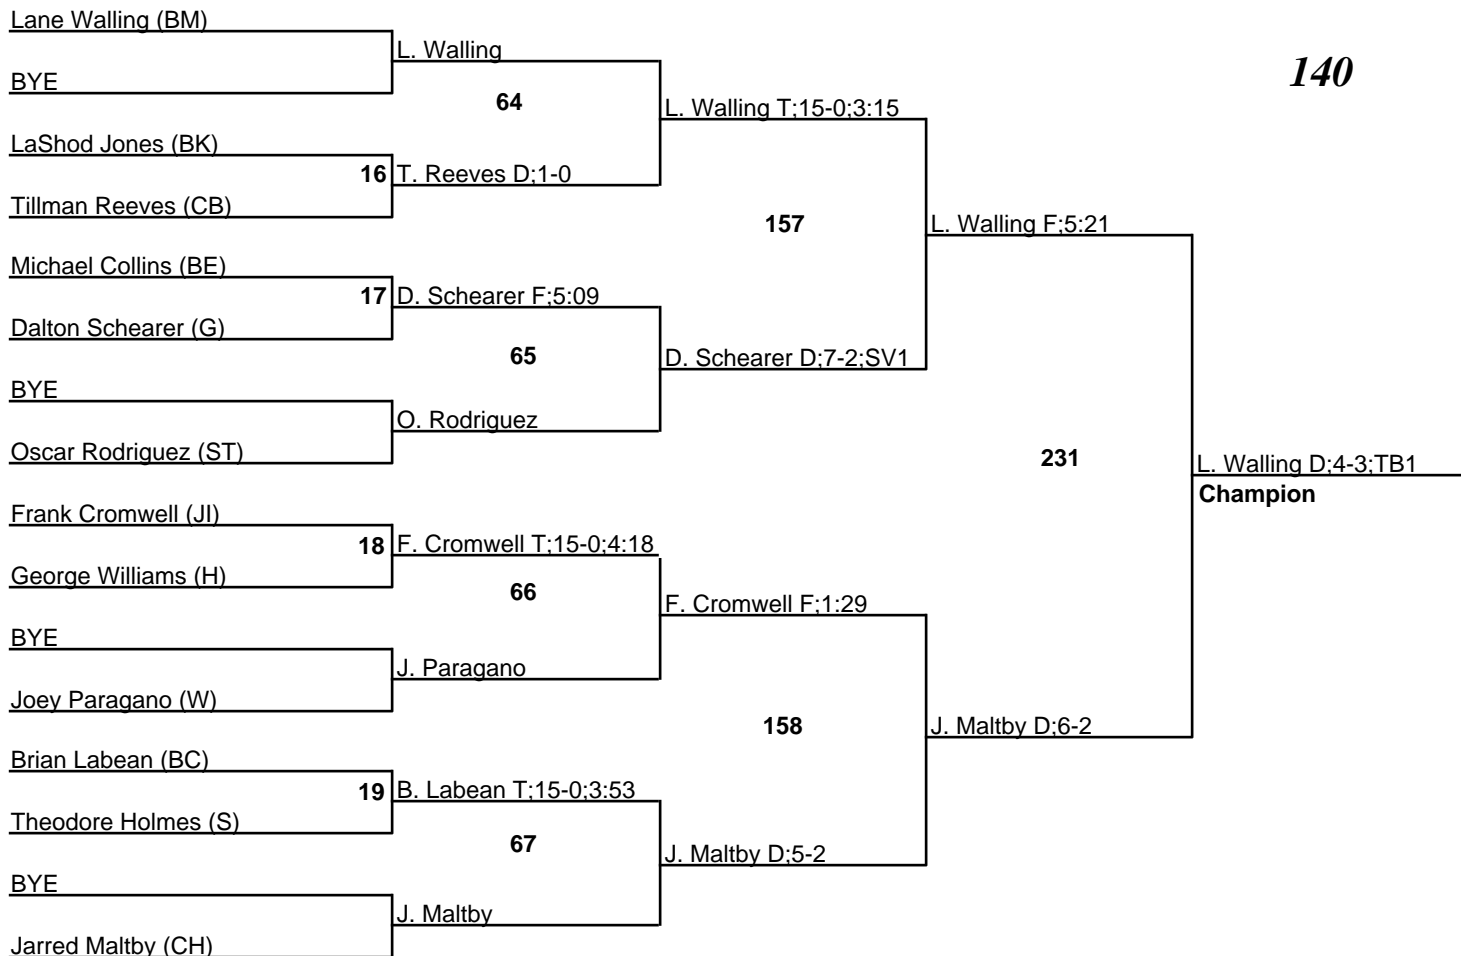 Lane Walling (BM)
L. Walling
140
BYE
64
L. Walling T;15-0;3:15
LaShod Jones (BK)
16 T. Reeves D;1-0
Tillman Reeves (CB)
157
L. Walling F;5:21
Michael Collins (BE)
17 D. Schearer F;5:09
Dalton Schearer (G)
65
D. Schearer D;7-2;SV1
BYE
O. Rodriguez
Oscar Rodriguez (ST)
231
L. Walling D;4-3;TB1
Champion
Frank Cromwell (JI)
18 F. Cromwell T;15-0;4:18
George Williams (H)
66
F. Cromwell F;1:29
BYE
J. Paragano
Joey Paragano (W)
158
J. Maltby D;6-2
Brian Labean (BC)
19 B. Labean T;15-0;3:53
Theodore Holmes (S)
67
J. Maltby D;5-2
BYE
J. Maltby
Jarred Maltby (CH)